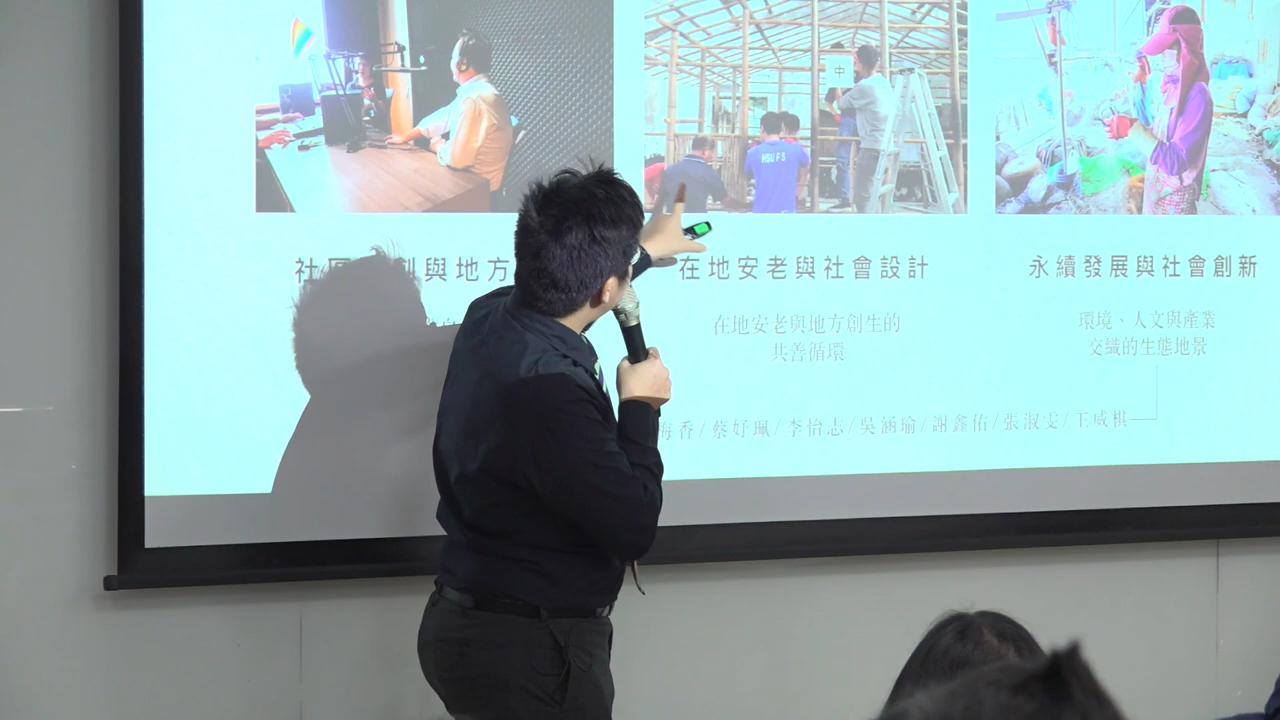 中
HSU FS
社區 創與地方
在地安老與社會設計
永續發展與社會創新
在地安老與地方創生的
共善循環
環境、人文與產業
交織的生態地景
海香/蔡妤珮/李怡志/吳涵瑜/謝鑫佑/張淑雯/王威棋